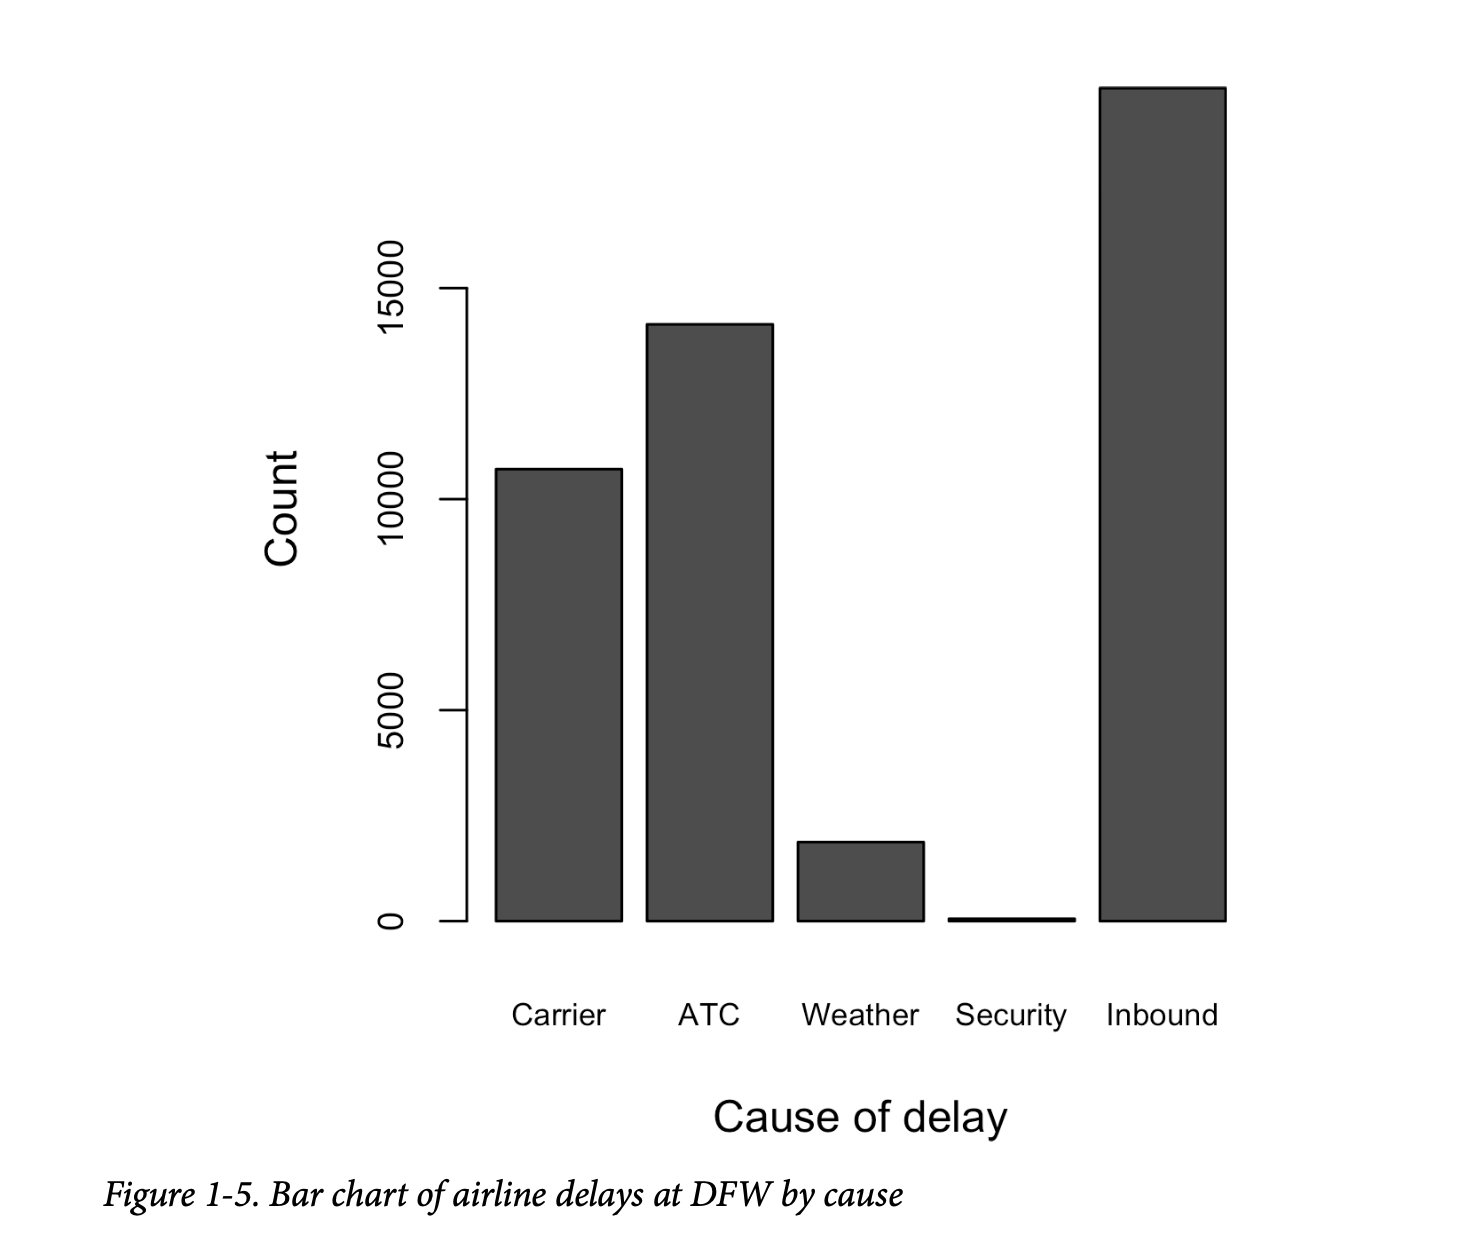 15000
10000
5000
0
Count
Carrier ATC Weather Security Inbound
Cause of delay
Figure 1-5. Bar chart of airline delays at DFW by cause